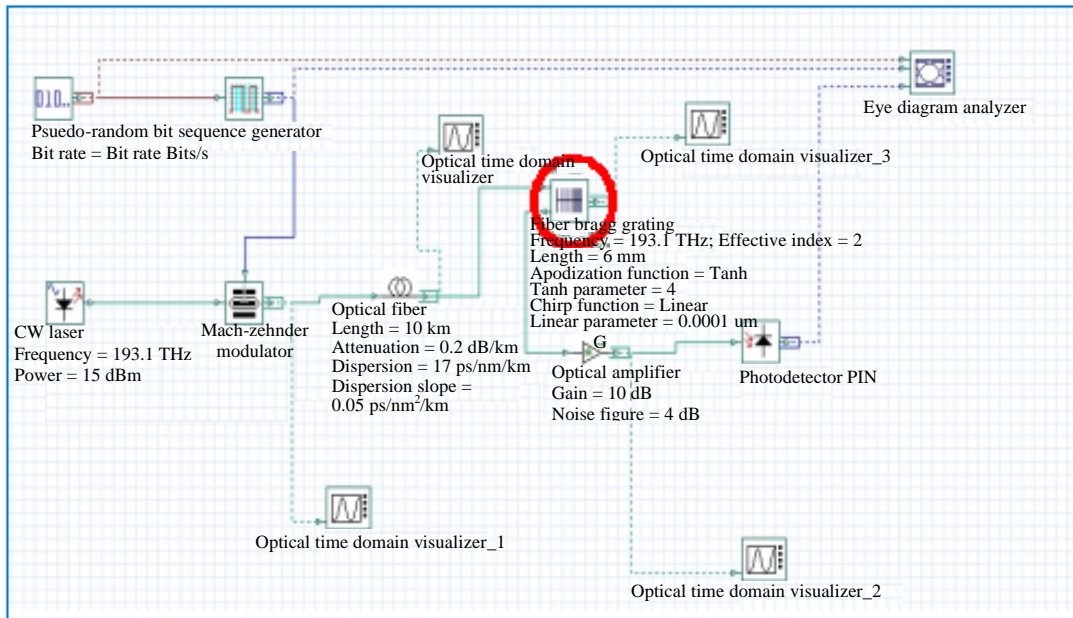 Eye diagram analyzer
010..
Psuedo-random bit sequence generator
Bit rate = Bit rate Bits/s
Optical time domain
visualizer
Optical time domain visualizer_3
Fiber bragg grating
Frequency = 193.1 THz; Effective index = 2
Length = 6 mm
Apodization function = Tanh
Tanh parameter = 4
Chirp function = Linear
Linear parameter = 0.0001 um
CW laser
Frequency = 193.1 THz
Power = 15 dBm
Mach-zehnder
modulator
Optical fiber
Length = 10 km
Attenuation = 0.2 dB/km
Dispersion = 17 ps/nm/km
Dispersion slope =
0.05 ps/nm²/km
G
Optical amplifier
Gain = 10 dB
Noise figure = 4 dB
Photodetector PIN
Optical time domain visualizer_1
Optical time domain visualizer_2